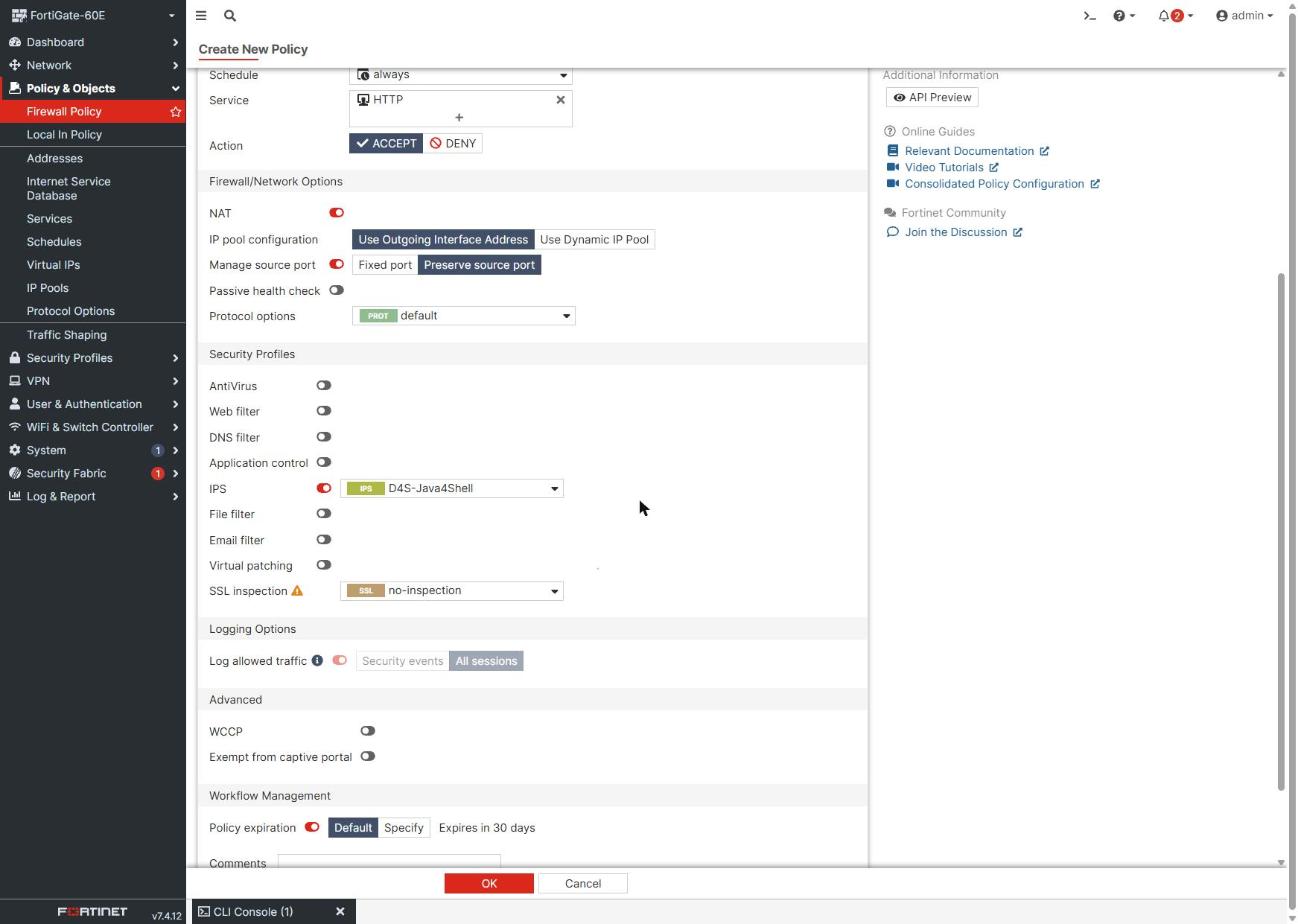 FortiGate-60E
2
admin
Dashboard
Network
Policy & Objects
Firewall Policy
Local In Policy
Addresses
Internet Service
Database
Services
Schedules
Virtual IPs
IP Pools
Protocol Options
Traffic Shaping
Security Profiles
VPN
User & Authentication
WiFi & Switch Controller
System 1
Security Fabric 1
Log & Report
FORTINET v7.4.12
Create New Policy
Schedule always
Service HTTP
+
Action ACCEPT DENY
Firewall/Network Options
NAT
IP pool configuration Use Outgoing Interface Address Use Dynamic IP Pool
Manage source port Fixed port Preserve source port
Passive health check
Protocol options PROT default
Security Profiles
AntiVirus
Web filter
DNS filter
Application control
IPS IPS D4S-Java4Shell
File filter
Email filter
Virtual patching
SSL inspection SSL no-inspection
Logging Options
Log allowed traffic Security events All sessions
Advanced
WCCP
Exempt from captive portal
Workflow Management
Policy expiration Default Specify Expires in 30 days
Comments
OK Cancel
CLI Console (1)
Additional Information
API Preview
Online Guides
Relevant Documentation
Video Tutorials
Consolidated Policy Configuration
Fortinet Community
Join the Discussion